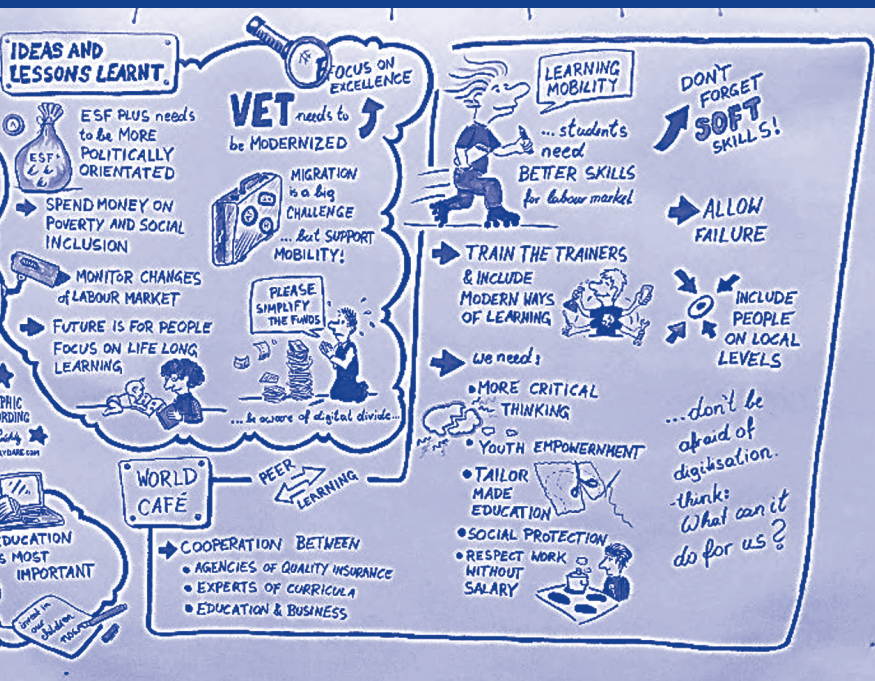 IDEAS AND
LESSONS LEARNT
ESF PLUS needs
to be MORE
POLITICALLY
ORIENTATED
ESF+
SPEND MONEY ON
POVERTY AND SOCIAL
INCLUSION
MONITOR CHANGES
of LABOUR MARKET
FUTURE IS FOR PEOPLE
FOCUS ON LIFE LONG
LEARNING
FOCUS ON
EXCELLENCE
VET needs to
be MODERNIZED
MIGRATION
is a big
CHALLENGE
... but SUPPORT
MOBILITY!
PLEASE
SIMPLIFY
THE FUNDS
...be aware of digital divide...
PHIC
RDING
LYDARE.COM
EDUCATION
S MOST
IMPORTANT
invest in
our
children
now
WORLD
CAFÉ
PEER
LEARNING
COOPERATION BETWEEN
• AGENCIES OF QUALITY INSURANCE
• EXPERTS OF CURRICULA
• EDUCATION & BUSINESS
LEARNING
MOBILITY
...students
need
BETTER SKILLS
for labour market
TRAIN THE TRAINERS
& INCLUDE
MODERN WAYS
OF LEARNING
we need:
• MORE CRITICAL
THINKING
• YOUTH EMPOWERNMENT
• TAILOR
MADE
EDUCATION
• SOCIAL PROTECTION
• RESPECT WORK
WITHOUT
SALARY
DON'T
FORGET
SOFT
SKILLS!
ALLOW
FAILURE
INCLUDE
PEOPLE
ON LOCAL
LEVELS
...don't be
afraid of
digitisation.
-think:
What can it
do for us?